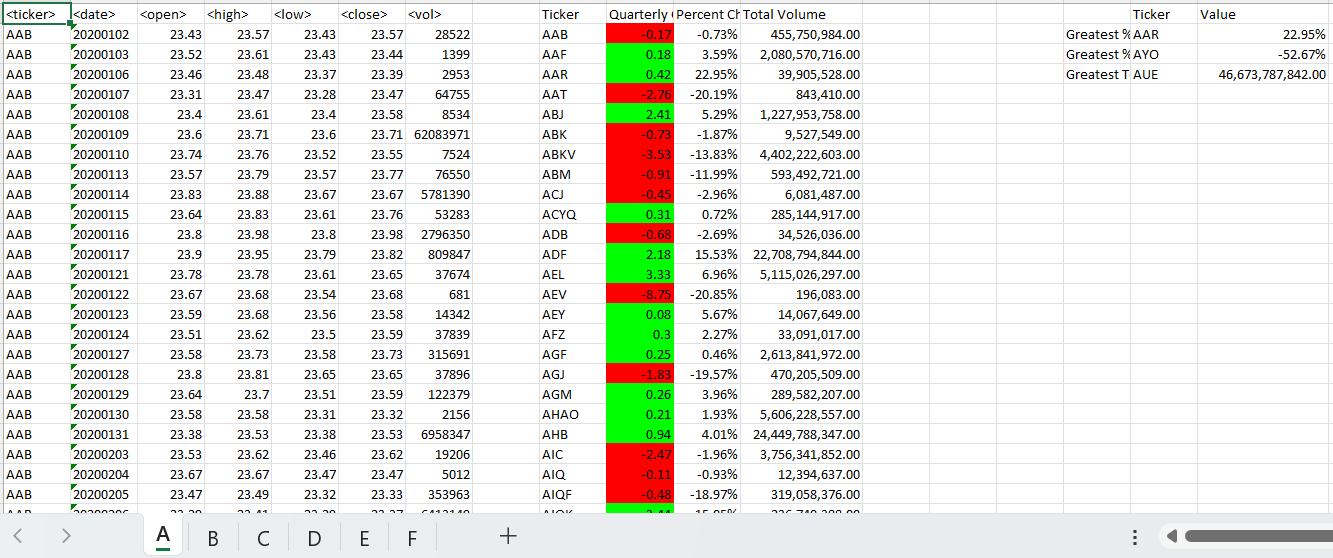 <ticker> <date> <open> <high> <low> <close> <vol> Ticker Quarterly Percent Ch Total Volume Ticker Value
AAB 20200102 23.43 23.57 23.43 23.57 28522 AAB -0.17 -0.73% 455,750,984.00 Greatest % AAR 22.95%
AAB 20200103 23.52 23.61 23.43 23.44 1399 AAF 0.18 3.59% 2,080,570,716.00 Greatest % AYO -52.67%
AAB 20200106 23.46 23.48 23.37 23.39 2953 AAR 0.42 22.95% 39,905,528.00 Greatest T AUE 46,673,787,842.00
AAB 20200107 23.31 23.47 23.28 23.47 64755 AAT -2.76 -20.19% 843,410.00
AAB 20200108 23.4 23.61 23.4 23.58 8534 ABJ 2.41 5.29% 1,227,953,758.00
AAB 20200109 23.6 23.71 23.6 23.71 62083971 ABK -0.73 -1.87% 9,527,549.00
AAB 20200110 23.74 23.76 23.52 23.55 7524 ABKV -3.53 -13.83% 4,402,222,603.00
AAB 20200113 23.57 23.79 23.57 23.77 76550 ABM -0.91 -11.99% 593,492,721.00
AAB 20200114 23.83 23.88 23.67 23.67 5781390 ACJ -0.45 -2.96% 6,081,487.00
AAB 20200115 23.64 23.83 23.61 23.76 53283 ACYQ 0.31 0.72% 285,144,917.00
AAB 20200116 23.8 23.98 23.8 23.98 2796350 ADB -0.68 -2.69% 34,526,036.00
AAB 20200117 23.9 23.95 23.79 23.82 809847 ADF 2.18 15.53% 22,708,794,844.00
AAB 20200121 23.78 23.78 23.61 23.65 37674 AEL 3.33 6.96% 5,115,026,297.00
AAB 20200122 23.67 23.68 23.54 23.68 681 AEV -8.75 -20.85% 196,083.00
AAB 20200123 23.59 23.68 23.56 23.58 14342 AEY 0.08 5.67% 14,067,649.00
AAB 20200124 23.51 23.62 23.5 23.59 37839 AFZ 0.3 2.27% 33,091,017.00
AAB 20200127 23.58 23.73 23.58 23.73 315691 AGF 0.25 0.46% 2,613,841,972.00
AAB 20200128 23.8 23.81 23.65 23.65 37896 AGJ -1.83 -19.57% 470,205,509.00
AAB 20200129 23.64 23.7 23.51 23.59 122379 AGM 0.26 3.96% 289,582,207.00
AAB 20200130 23.58 23.58 23.31 23.32 2156 AHAO 0.21 1.93% 5,606,228,557.00
AAB 20200131 23.38 23.53 23.38 23.53 6958347 AHB 0.94 4.01% 24,449,788,347.00
AAB 20200203 23.53 23.62 23.46 23.62 19206 AIC -2.47 -1.96% 3,756,341,852.00
AAB 20200204 23.67 23.67 23.47 23.47 5012 AIQ -0.11 -0.93% 12,394,637.00
AAB 20200205 23.47 23.49 23.32 23.33 353963 AIQF -0.48 -18.97% 319,058,376.00
A B C D E F